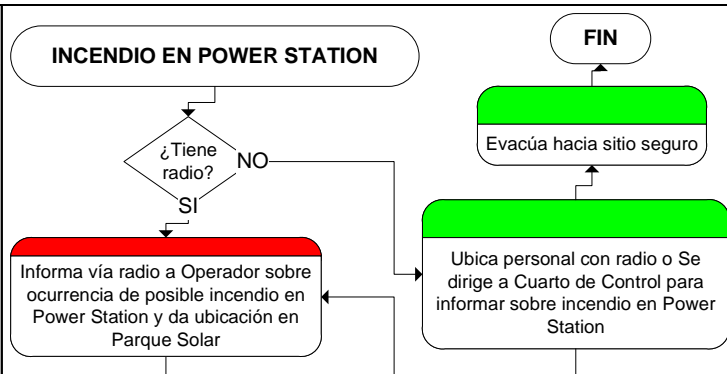 INCENDIO EN POWER STATION
FIN
Evacúa hacia sitio seguro
¿Tiene
radio?
NO
SI
Informa vía radio a Operador sobre
ocurrencia de posible incendio en
Power Station y da ubicación en
Parque Solar
Ubica personal con radio o Se
dirige a Cuarto de Control para
informar sobre incendio en Power
Station